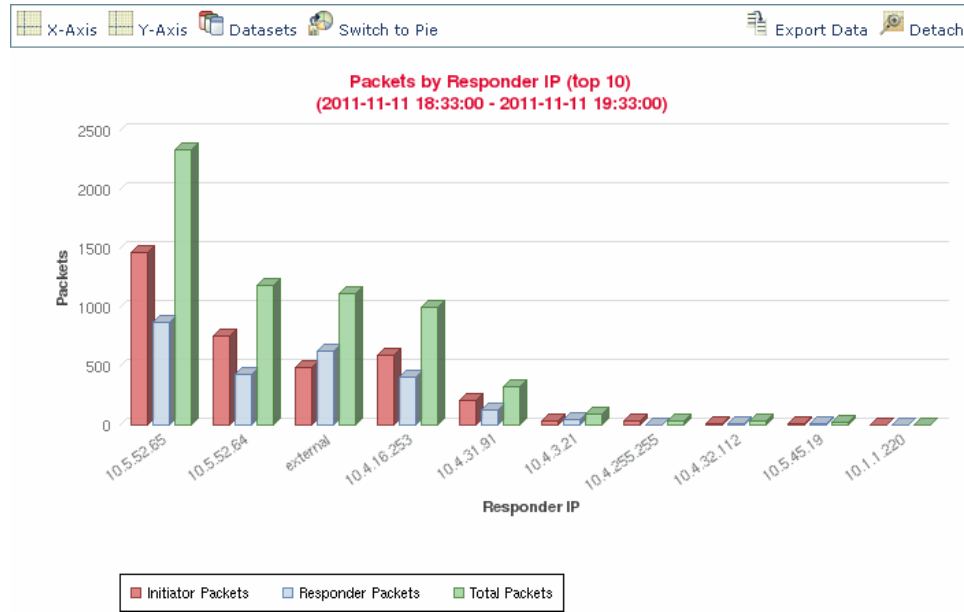 X-Axis Y-Axis Datasets Switch to Pie Export Data Detach
Packets by Responder IP (top 10)
(2011-11-11 18:33:00 - 2011-11-11 19:33:00)
2500
2000
1500
1000
500
0
Packets
10.5.52.65 10.5.52.64 external 10.4.16.253 10.4.31.91 10.4.3.21 10.4.255.255 10.4.32.112 10.5.45.19 10.1.1.220
Responder IP
Initiator Packets Responder Packets Total Packets